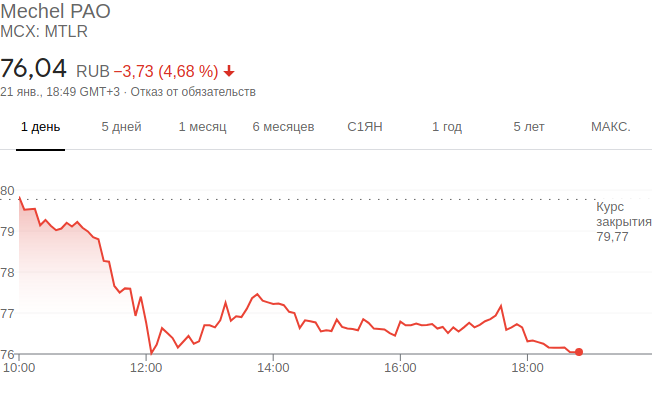 Mechel PAO
MCX: MTLR
76,04 RUB −3,73 (4,68 %)
21 янв., 18:49 GMT+3 · Отказ от обязательств
1 день 5 дней 1 месяц 6 месяцев С1ЯН 1 год 5 лет МАКС.
80
Курс
закрытия
79,77
79
78
77
76
10:00 12:00 14:00 16:00 18:00